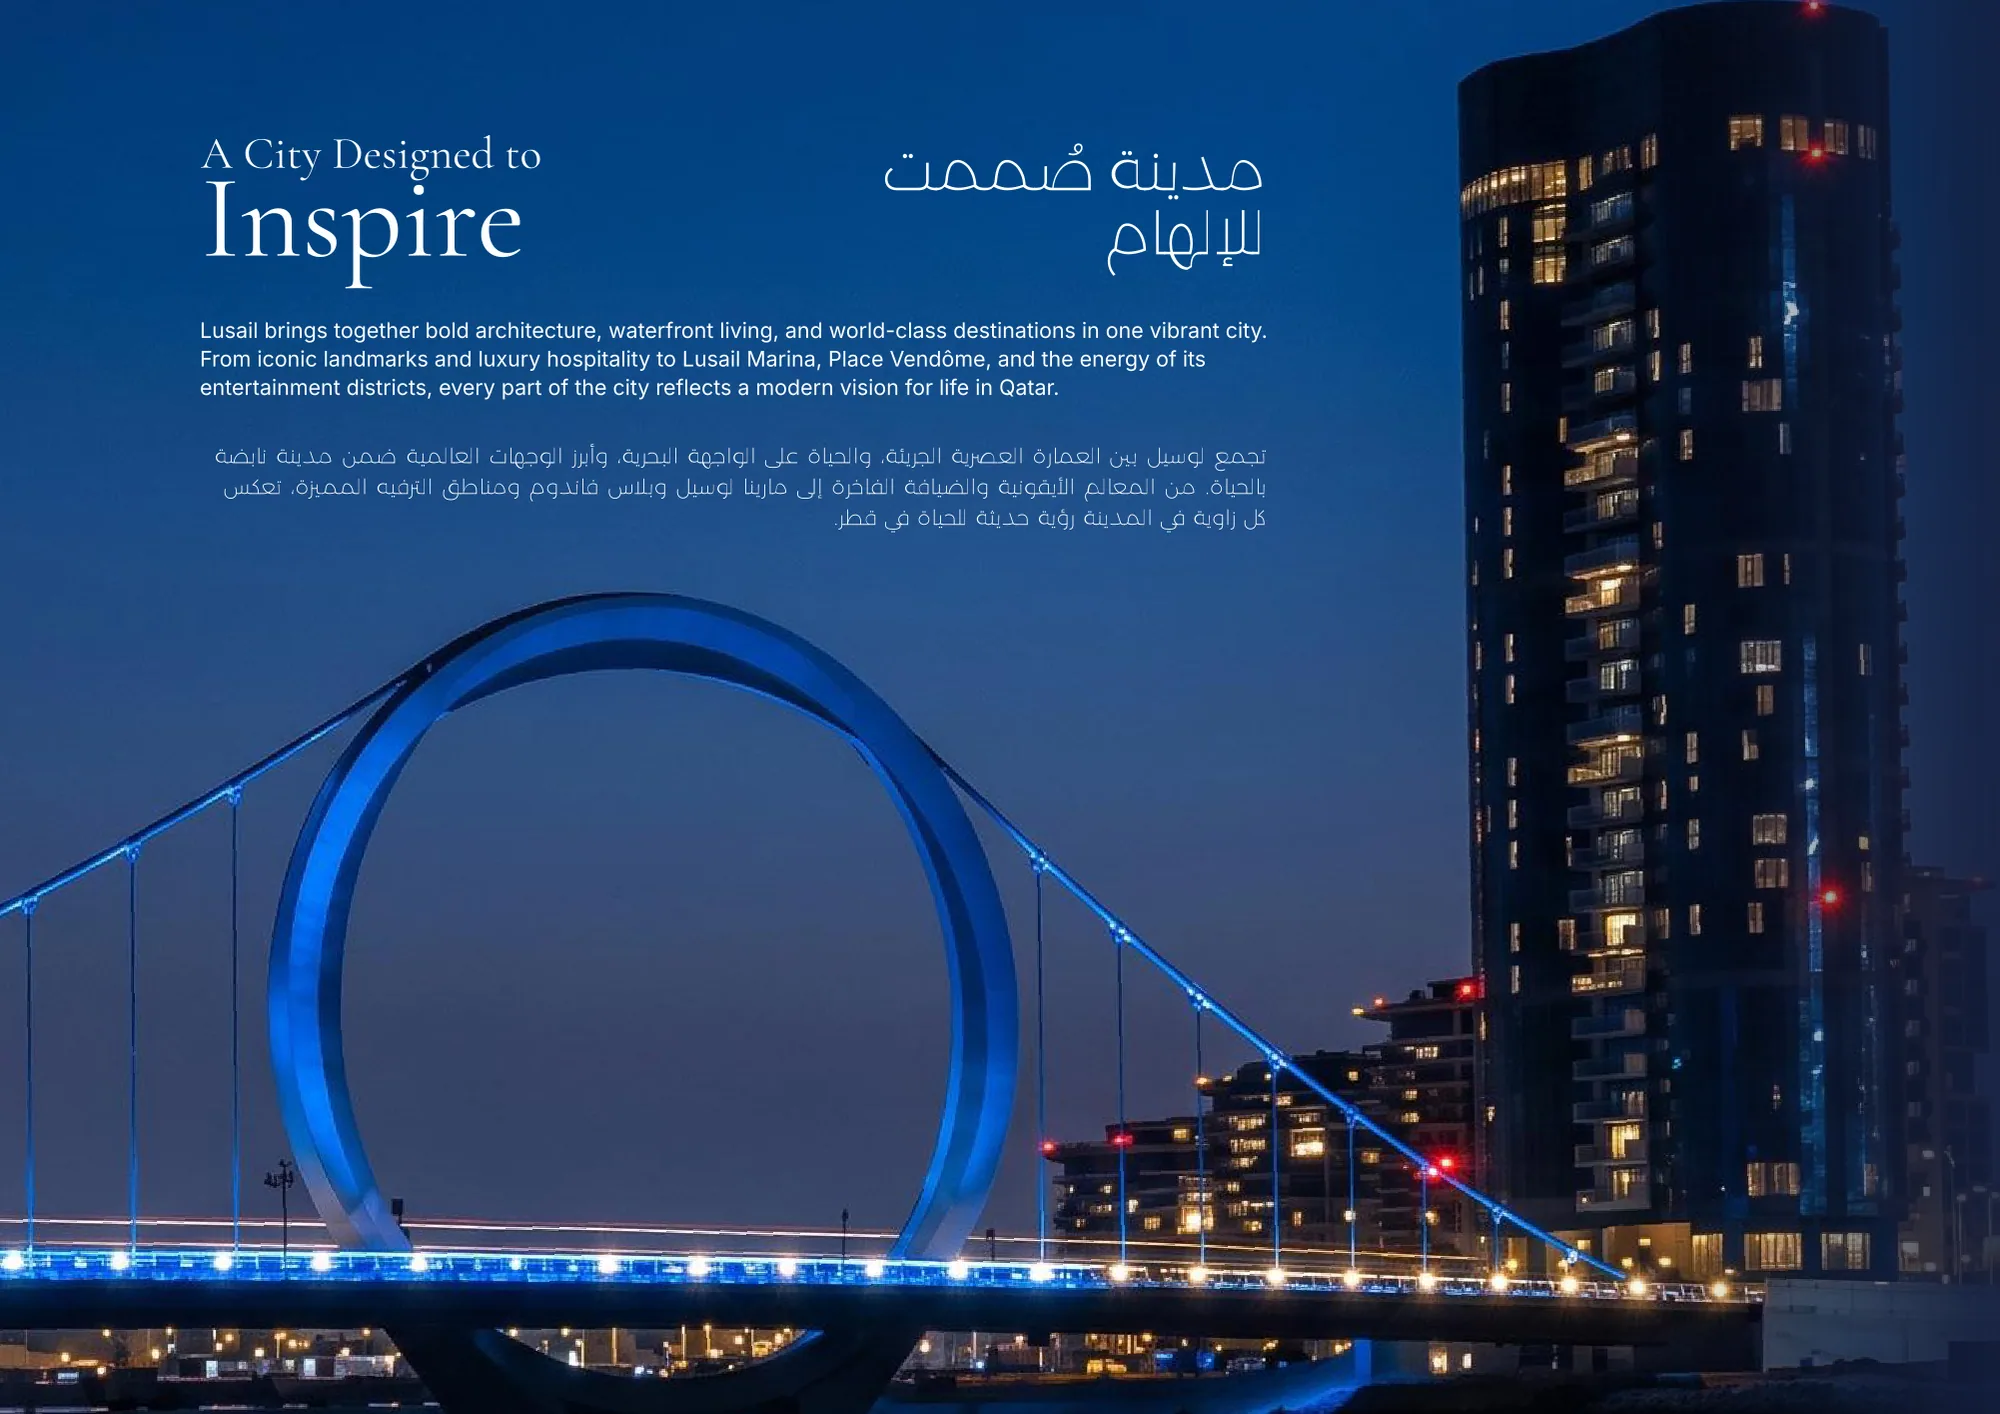 A City Designed to
Inspire
مدينة صُممت
للإلهام
Lusail brings together bold architecture, waterfront living, and world-class destinations in one vibrant city.
From iconic landmarks and luxury hospitality to Lusail Marina, Place Vendôme, and the energy of its
entertainment districts, every part of the city reflects a modern vision for life in Qatar.
تجمع لوسيل بين العمارة العصرية الجريئة، والحياة على الواجهة البحرية، وأبرز الوجهات العالمية ضمن مدينة نابضة
بالحياة. من المعالم الأيقونية والضيافة الفاخرة إلى مارينا لوسيل وبلاس فاندوم ومناطق الترفيه المميزة، تعكس
كل زاوية في المدينة رؤية حديثة للحياة في قطر.